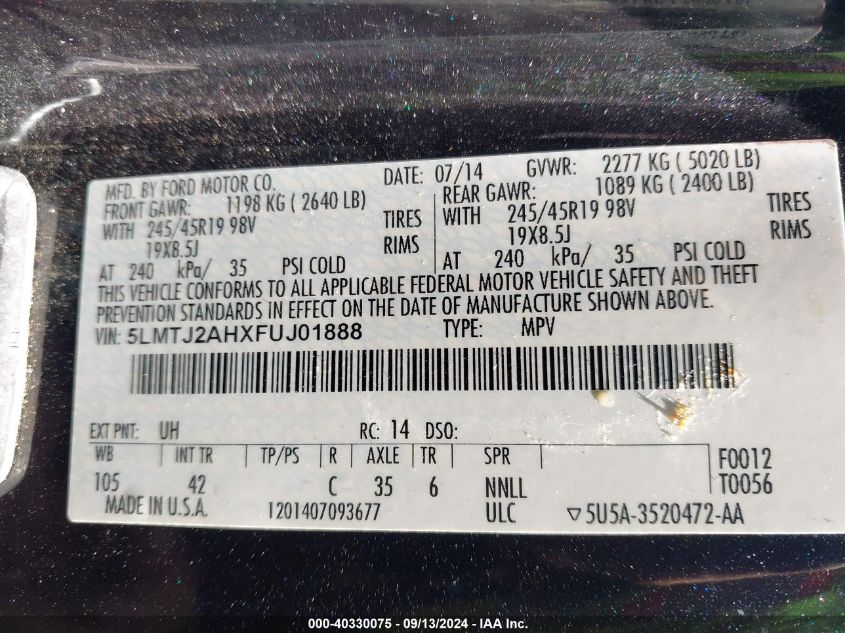 MFD. BY FORD MOTOR CO. DATE: 07/14 GVWR: 2277 KG ( 5020 LB)
FRONT GAWR: 1198 KG ( 2640 LB) REAR GAWR: 1089 KG ( 2400 LB)
WITH 245/45R19 98V TIRES WITH 245/45R19 98V TIRES
19X8.5J RIMS 19X8.5J RIMS
AT 240 kPa/ 35 PSI COLD AT 240 kPa/ 35 PSI COLD
THIS VEHICLE CONFORMS TO ALL APPLICABLE FEDERAL MOTOR VEHICLE SAFETY AND THEFT
PREVENTION STANDARDS IN EFFECT ON THE DATE OF MANUFACTURE SHOWN ABOVE.
VIN: 5LMTJ2AHXFUJ01888 TYPE: MPV
EXT PNT: UH RC: 14 DSO:
WB INT TR TP/PS R AXLE TR SPR F0012
105 42 C 35 6 NNLL T0056
MADE IN U.S.A. 1201407093677 ULC ▽5U5A-3520472-AA
000-40330075 - 09/13/2024 - IAA Inc.